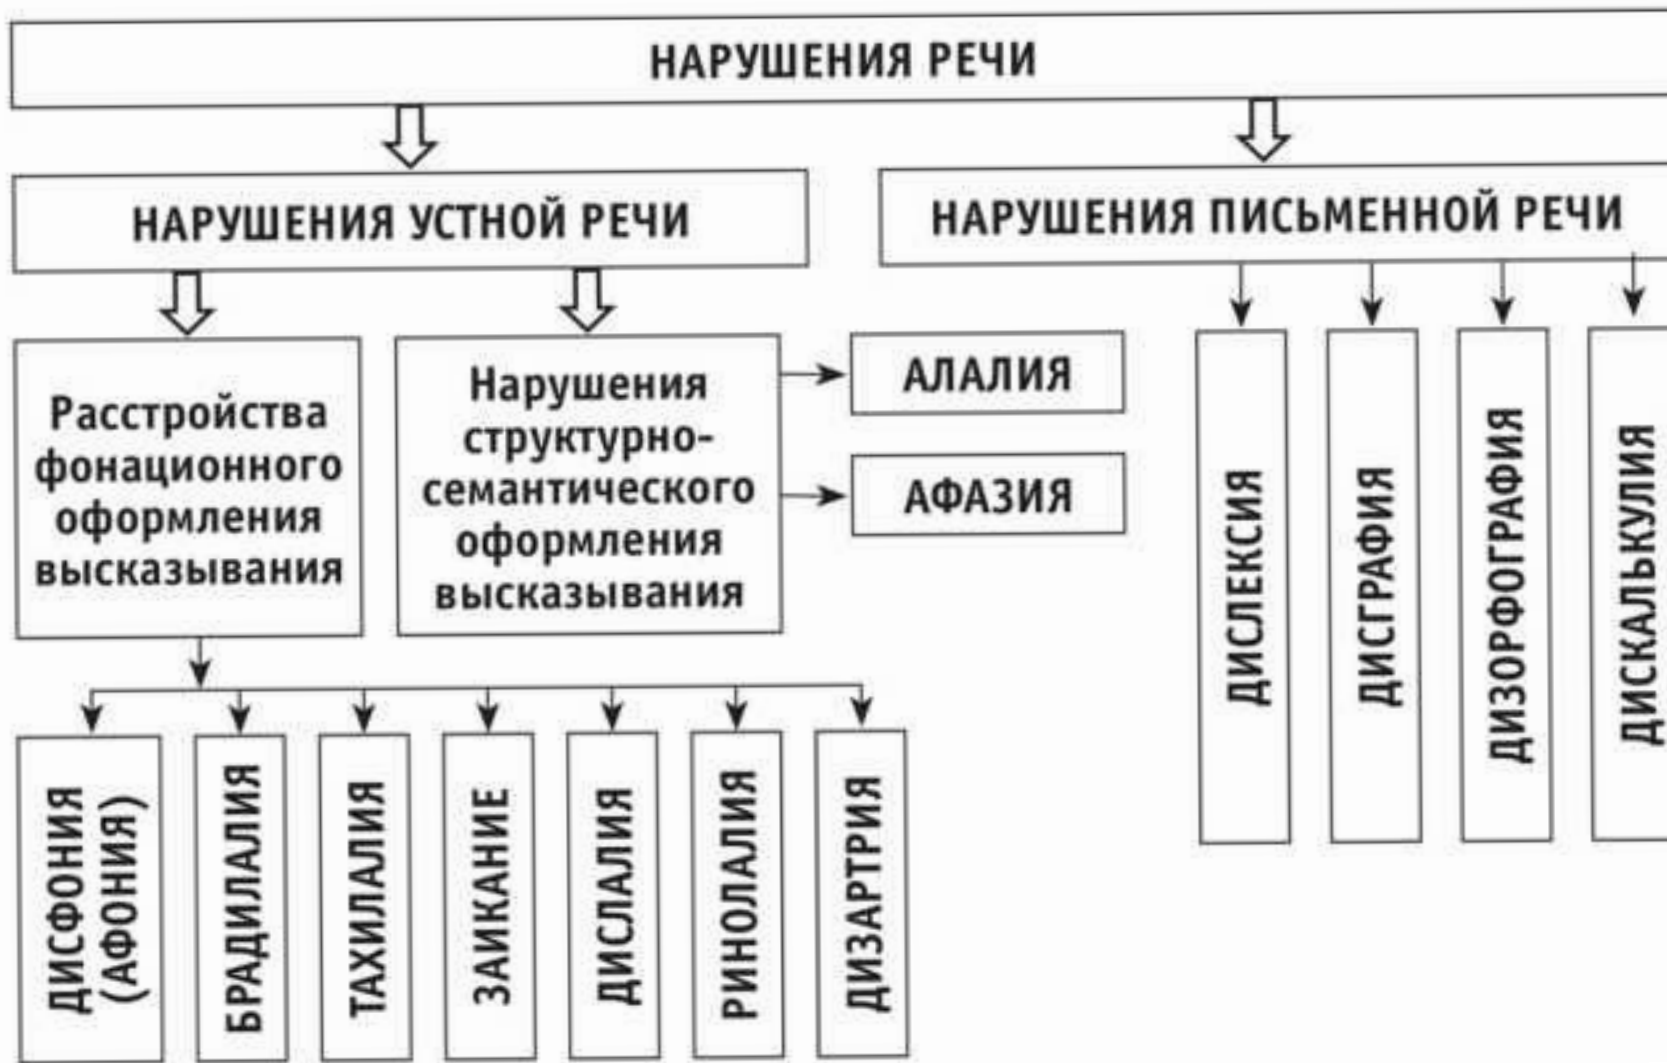 НАРУШЕНИЯ РЕЧИ
НАРУШЕНИЯ УСТНОЙ РЕЧИ
НАРУШЕНИЯ ПИСЬМЕННОЙ РЕЧИ
Расстройства
фонационного
оформления
высказывания
Нарушения
структурно-
семантического
оформления
высказывания
АЛАЛИЯ
АФАЗИЯ
ДИСЛЕКСИЯ
ДИСГРАФИЯ
ДИЗОРФОГРАФИЯ
ДИСКАЛЬКУЛИЯ
ДИСФОНИЯ
(АФОНИЯ)
БРАДИЛАЛИЯ
ТАХИЛАЛИЯ
ЗАИКАНИЕ
ДИСЛАЛИЯ
РИНОЛАЛИЯ
ДИЗАРТРИЯ